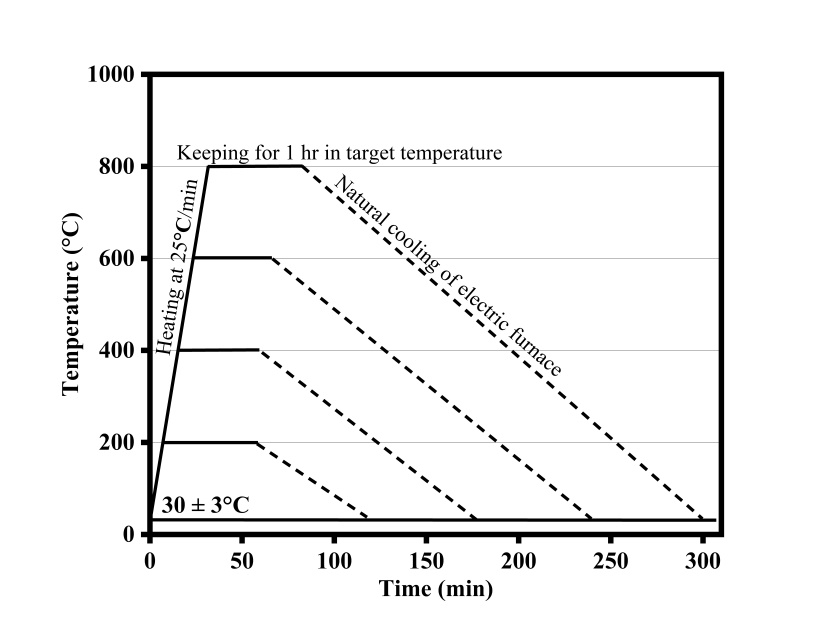 1000
Keeping for 1 hr in target temperature
800
Natural cooling of electric furnace
Heating at 25°C/min
600
Temperature (°C)
400
200
30 ± 3°C
0
0 50 100 150 200 250 300
Time (min)